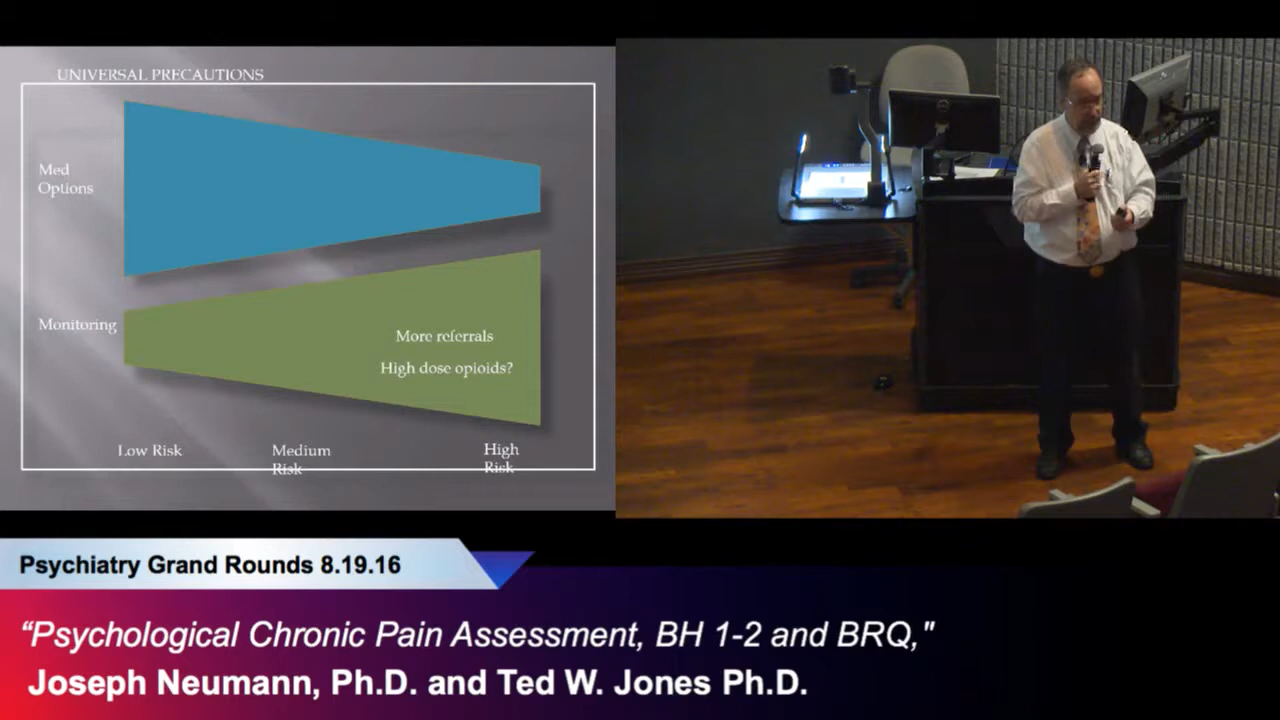 UNIVERSAL PRECAUTIONS
Med
Options
Monitoring
More referrals
High dose opioids?
Low Risk
Medium
Risk
High
Risk
Psychiatry Grand Rounds 8.19.16
“Psychological Chronic Pain Assessment, BH 1-2 and BRQ,"
Joseph Neumann, Ph.D. and Ted W. Jones Ph.D.